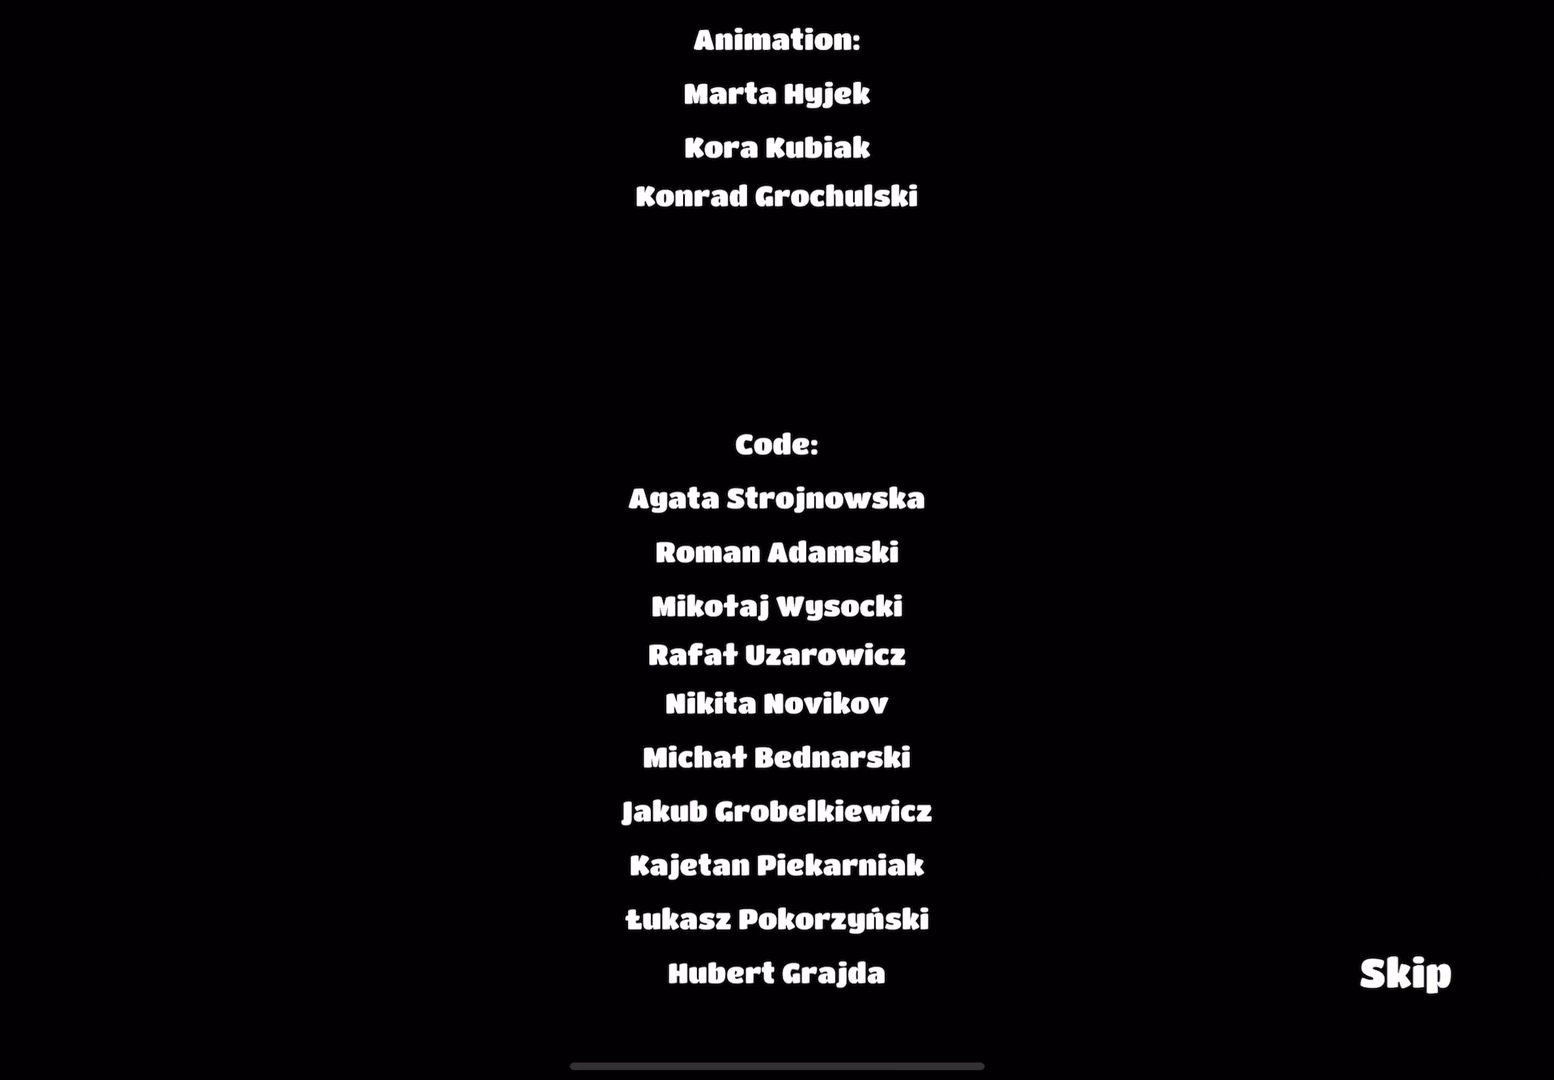 Animation:
Marta Hyjek
Kora Kubiak
Konrad Grochulski
Code:
Agata Strojnowska
Roman Adamski
Mikołaj Wysocki
Rafał Uzarowicz
Nikita Novikov
Michał Bednarski
Jakub Grobelkiewicz
Kajetan Piekarniak
Łukasz Pokorzyński
Hubert Grajda
Skip